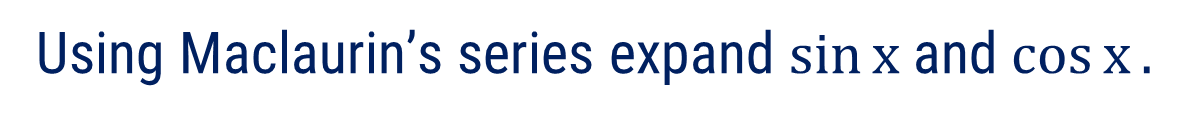 Using Maclaurin’s series expand sin x and cos x .